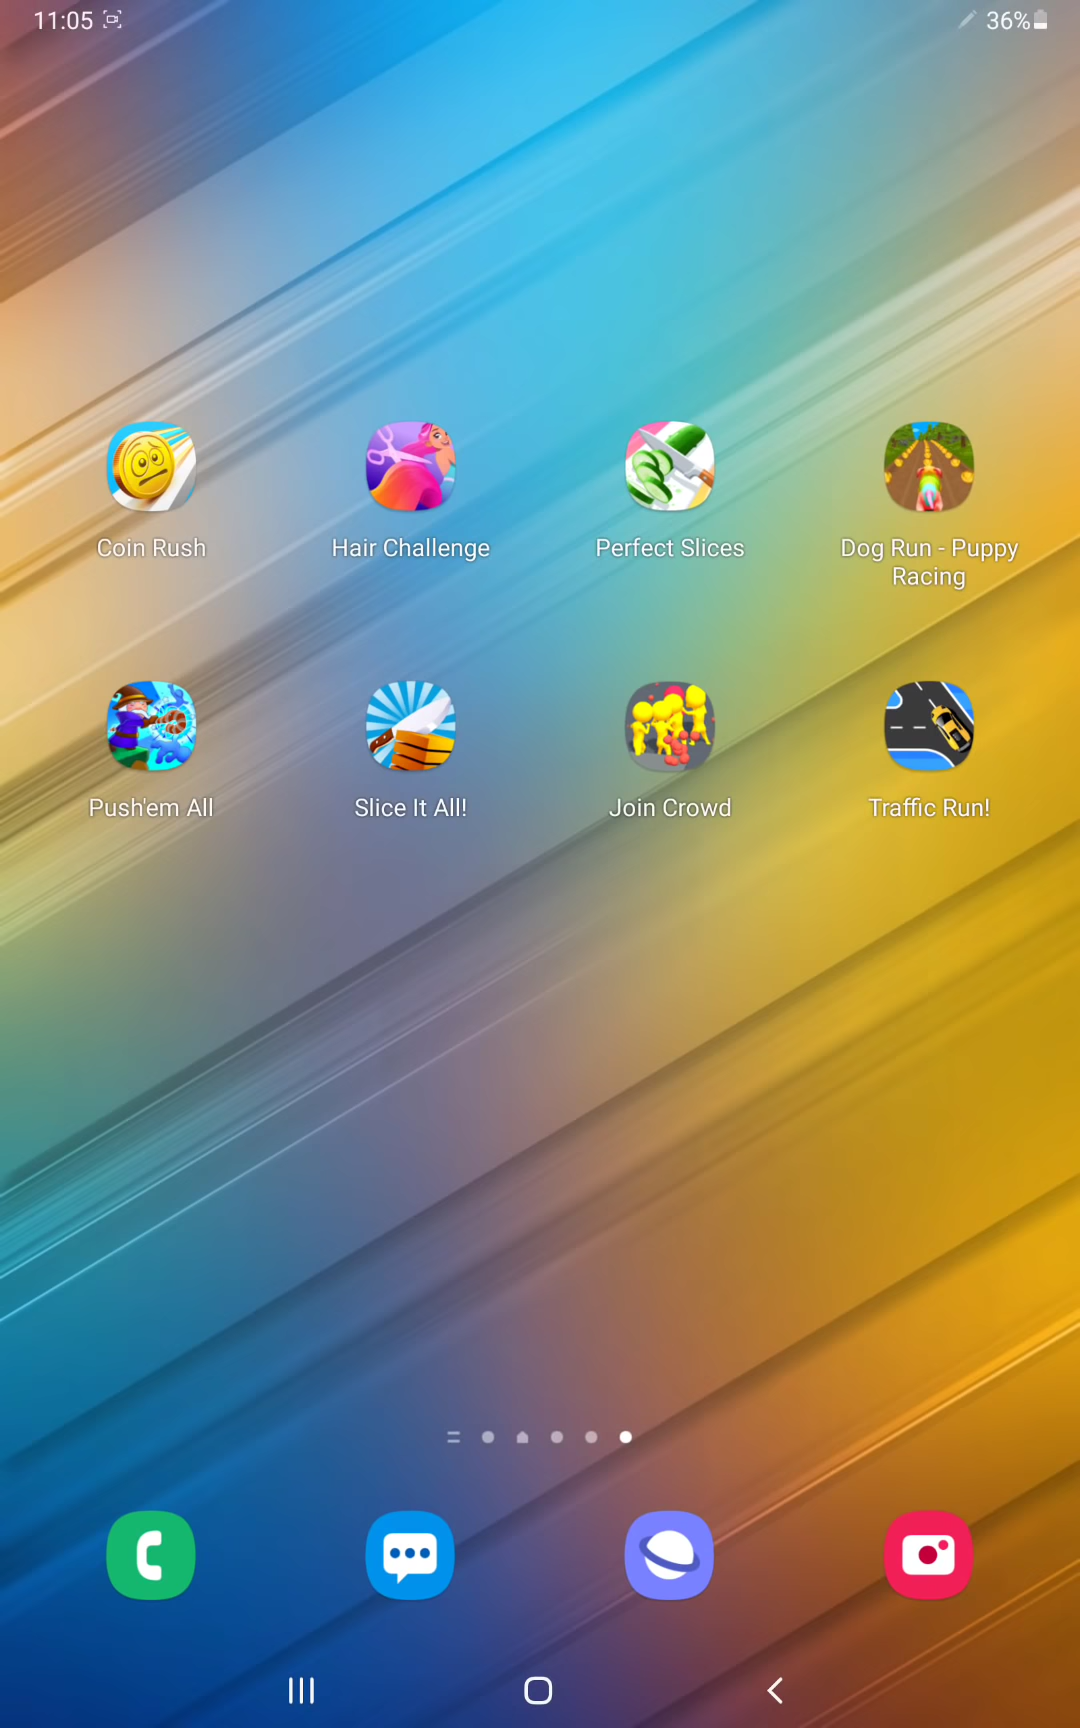 11:05
36%
Coin Rush
Hair Challenge
Perfect Slices
Dog Run - Puppy
Racing
Push'em All
Slice It All!
Join Crowd
Traffic Run!